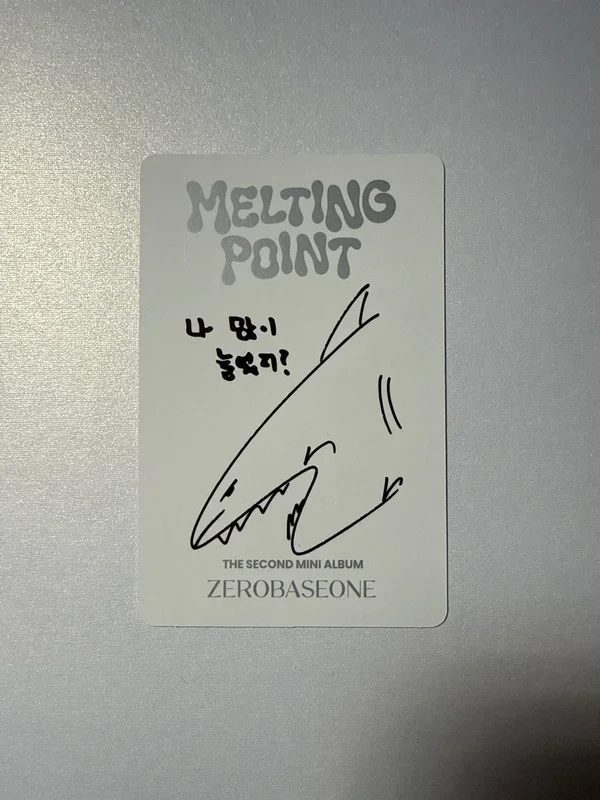 MELTING
POINT
나 많이
늘었지?
THE SECOND MINI ALBUM
ZEROBASEONE